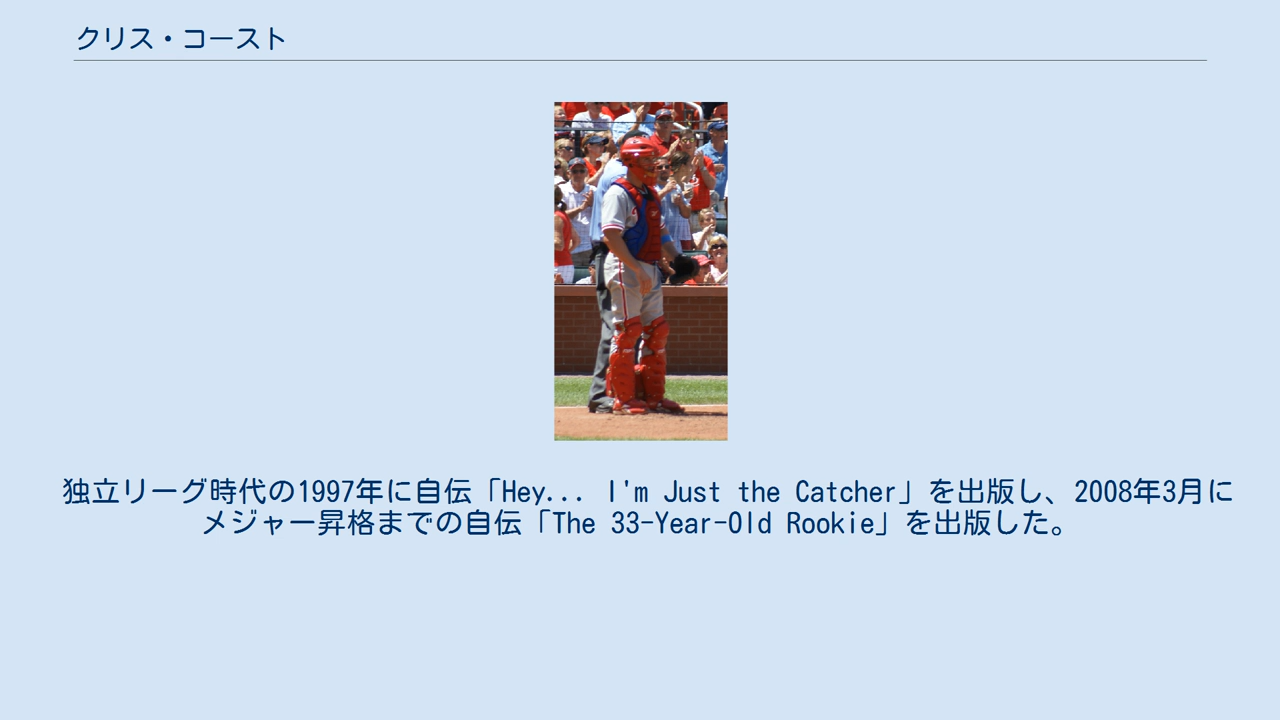 クリス・コースト
独立リーグ時代の1997年に自伝「Hey... I'm Just the Catcher」を出版し、2008年3月に
メジャー昇格までの自伝「The 33-Year-Old Rookie」を出版した。